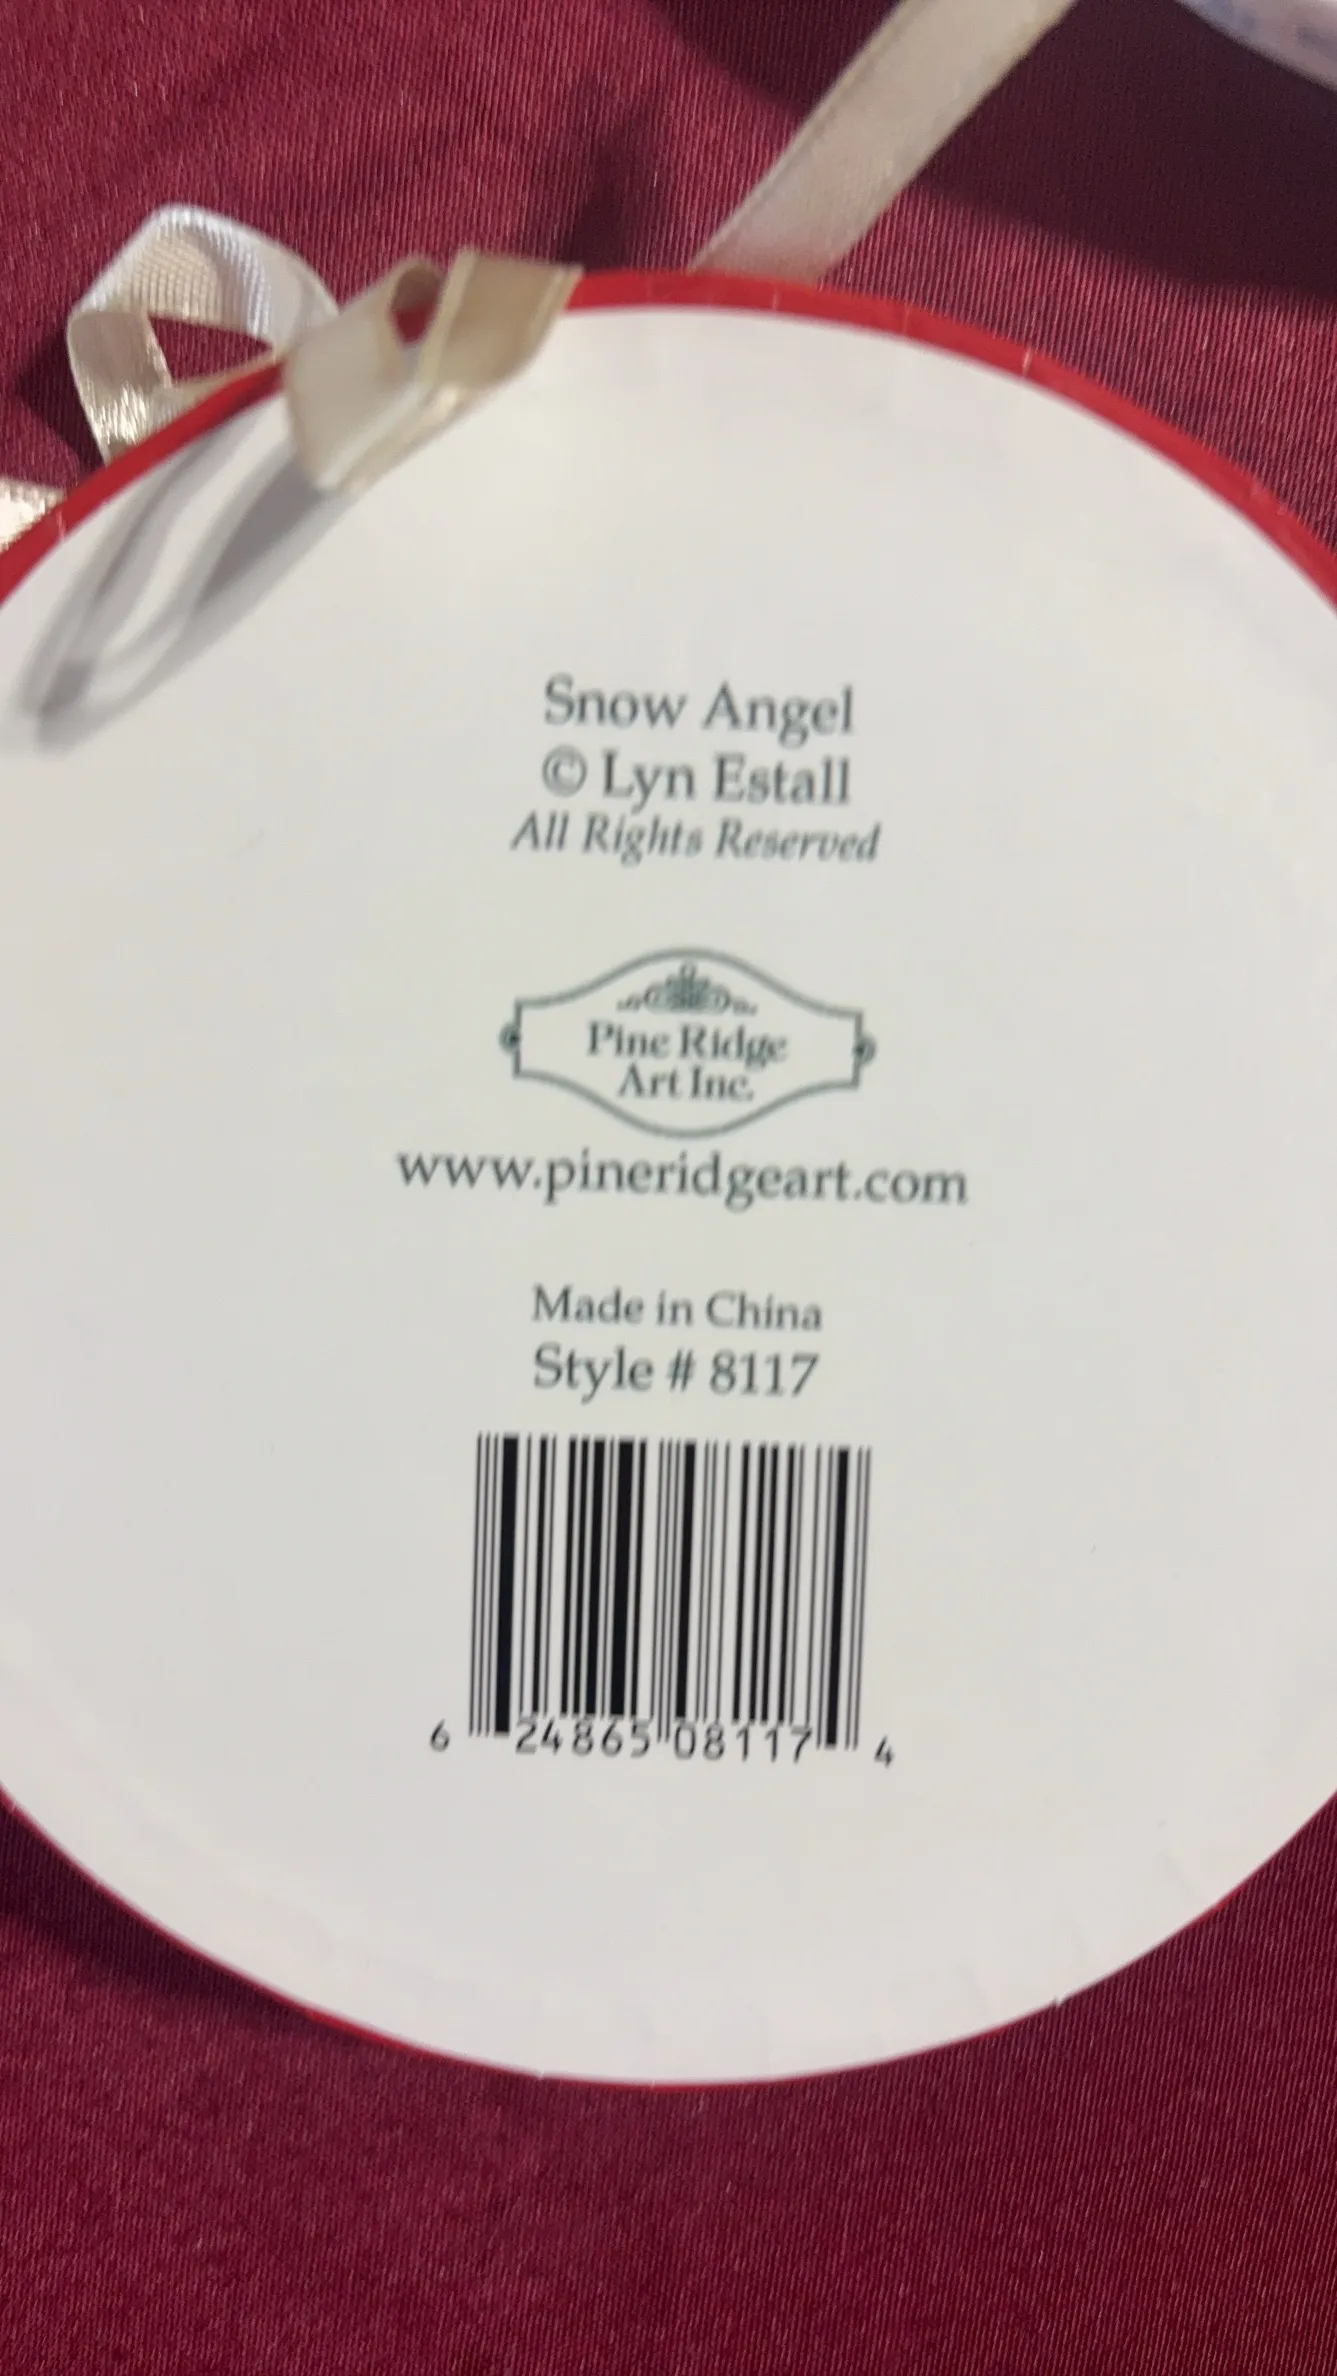 Snow Angel
© Lyn Estall
All Rights Reserved
Pine Ridge
Art Inc.
www.pineridgeart.com
Made in China
Style # 8117
6 24865 08117 4